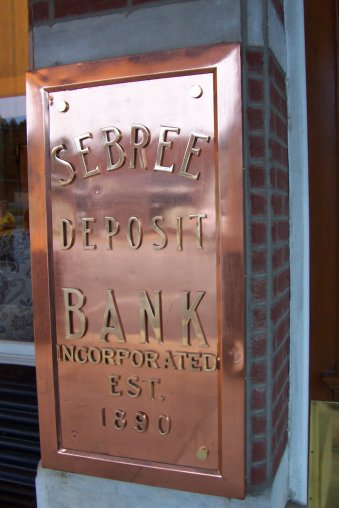 SEBREE
DEPOSIT
BANK
INCORPORATED
EST.
1890